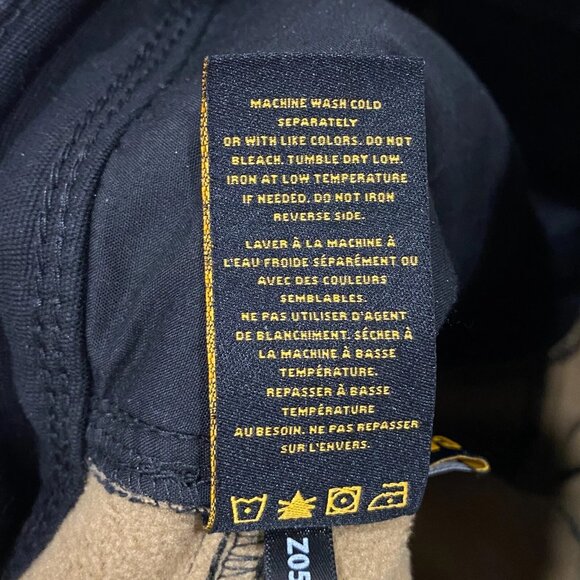 MACHINE WASH COLD
SEPARATELY
OR WITH LIKE COLORS. DO NOT
BLEACH. TUMBLE DRY LOW.
IRON AT LOW TEMPERATURE
IF NEEDED. DO NOT IRON
REVERSE SIDE.
LAVER À LA MACHINE À
L'EAU FROIDE SÉPARÉMENT OU
AVEC DES COULEURS
SEMBLABLES.
NE PAS UTILISER D'AGENT
DE BLANCHIMENT. SÉCHER À
LA MACHINE À BASSE
TEMPÉRATURE.
REPASSER À BASSE
TEMPÉRATURE
AU BESOIN. NE PAS REPASSER
SUR L'ENVERS.
Z05